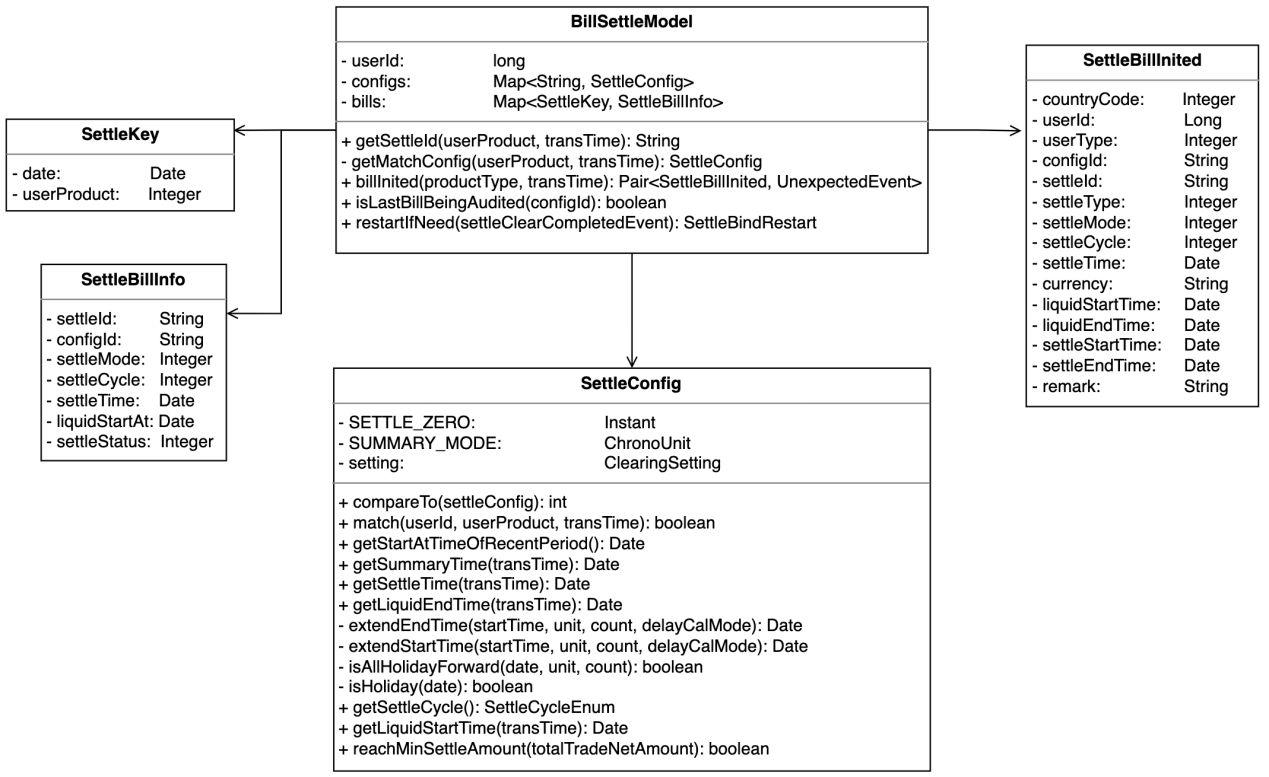 BillSettleModel
- userId: long
- configs: Map<String, SettleConfig>
- bills: Map<SettleKey, SettleBillInfo>
+ getSettleId(userProduct, transTime): String
- getMatchConfig(userProduct, transTime): SettleConfig
+ billInited(productType, transTime): Pair<SettleBillInited, UnexpectedEvent>
+ isLastBillBeingAudited(configId): boolean
+ restartIfNeed(settleClearCompletedEvent): SettleBindRestart
SettleKey
- date: Date
- userProduct: Integer
SettleBillInfo
- settleId: String
- configId: String
- settleMode: Integer
- settleCycle: Integer
- settleTime: Date
- liquidStartAt: Date
- settleStatus: Integer
SettleBillInited
- countryCode: Integer
- userId: Long
- userType: Integer
- configId: String
- settleId: String
- settleType: Integer
- settleMode: Integer
- settleCycle: Integer
- settleTime: Date
- currency: String
- liquidStartTime: Date
- liquidEndTime: Date
- settleStartTime: Date
- settleEndTime: Date
- remark: String
SettleConfig
- SETTLE_ZERO: Instant
- SUMMARY_MODE: ChronoUnit
- setting: ClearingSetting
+ compareTo(settleConfig): int
+ match(userId, userProduct, transTime): boolean
+ getStartAtTimeOfRecentPeriod(): Date
+ getSummaryTime(transTime): Date
+ getSettleTime(transTime): Date
+ getLiquidEndTime(transTime): Date
- extendEndTime(startTime, unit, count, delayCalMode): Date
- extendStartTime(startTime, unit, count, delayCalMode): Date
- isAllHolidayForward(date, unit, count): boolean
- isHoliday(date): boolean
+ getSettleCycle(): SettleCycleEnum
+ getLiquidStartTime(transTime): Date
+ reachMinSettleAmount(totalTradeNetAmount): boolean